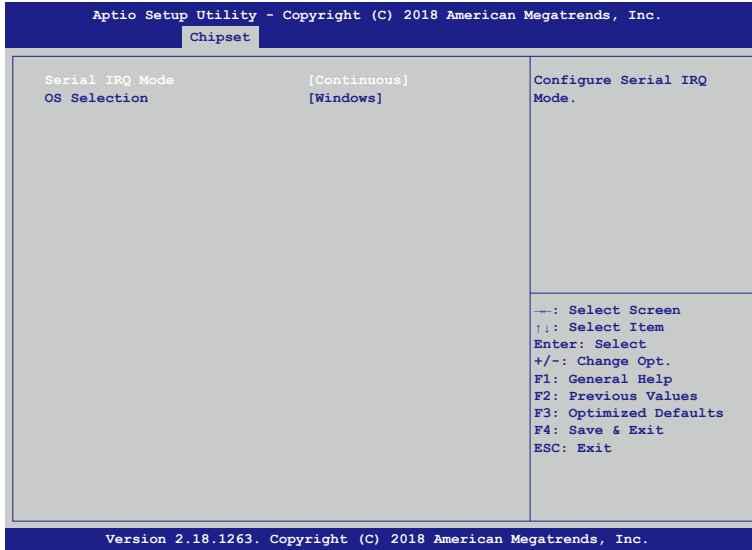 Aptio Setup Utility - Copyright (C) 2018 American Megatrends, Inc.
Chipset
Serial IRQ Mode [Continuous]
OS Selection [Windows]
Configure Serial IRQ
Mode.
→←: Select Screen
↑↓: Select Item
Enter: Select
+/-: Change Opt.
F1: General Help
F2: Previous Values
F3: Optimized Defaults
F4: Save & Exit
ESC: Exit
Version 2.18.1263. Copyright (C) 2018 American Megatrends, Inc.